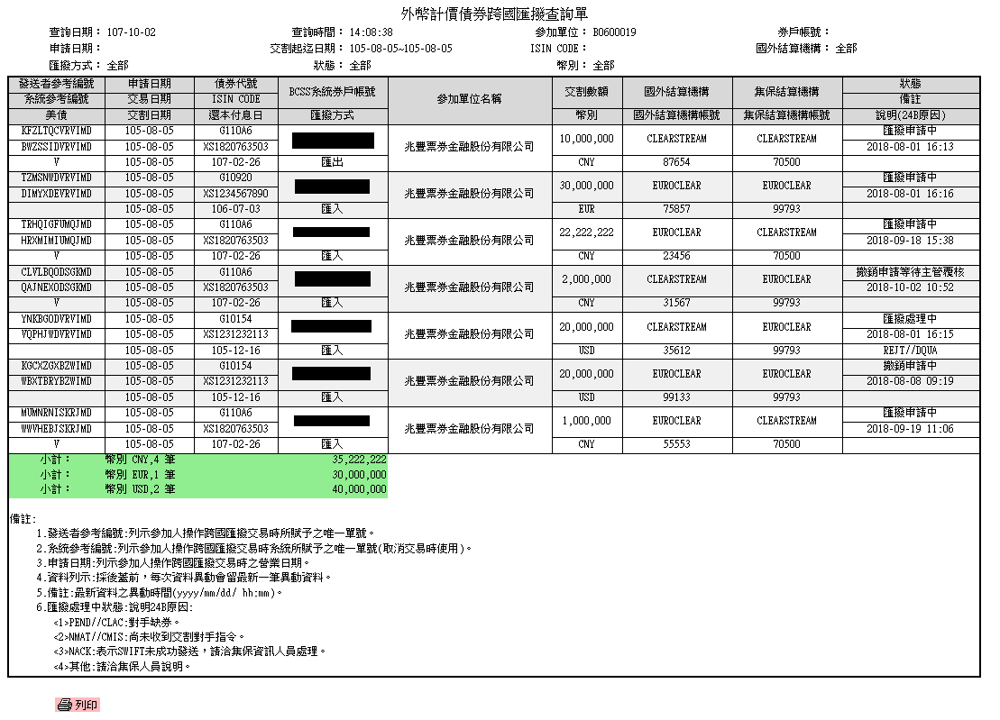 外幣計價債券跨國匯撥查詢單
查詢日期： 107-10-02 查詢時間： 14:08:38 參加單位： B0600019 券戶帳號：
申請日期： 交割起迄日期： 105-08-05~105-08-05 ISIN CODE： 國外結算機構： 全部
匯撥方式： 全部 狀態： 全部 幣別： 全部
發送者參考編號 申請日期 債券代號 BCSS系統券戶帳號 參加單位名稱 交割數額 國外結算機構 集保結算機構 狀態
系統參考編號 交易日期 ISIN CODE 備註
美債 交割日期 還本付息日 匯撥方式 幣別 國外結算機構帳號 集保結算機構帳號 說明(24B原因)
KFZLTQCVRVIMD 105-08-05 G110A6 兆豐票券金融股份有限公司 10,000,000 CLEARSTREAM CLEARSTREAM 匯撥申請中
BWZSSIDVRVIMD 105-08-05 XS1820763503 2018-08-01 16:13
V 105-08-05 107-02-26 匯出 CNY 87654 70500
TZMSNWDVRVIMD 105-08-05 G10920 兆豐票券金融股份有限公司 30,000,000 EUROCLEAR EUROCLEAR 匯撥申請中
DIMYXDEVRVIMD 105-08-05 XS1234567890 2018-08-01 16:16
105-08-05 106-07-03 匯入 EUR 75857 99793
TRHQIGFUMQJMD 105-08-05 G110A6 兆豐票券金融股份有限公司 22,222,222 EUROCLEAR CLEARSTREAM 匯撥申請中
HRXMIMIUMQJMD 105-08-05 XS1820763503 2018-09-18 15:38
V 105-08-05 107-02-26 匯入 CNY 23456 70500
CLVLBQODSGKMD 105-08-05 G110A6 兆豐票券金融股份有限公司 2,000,000 CLEARSTREAM EUROCLEAR 撤銷申請等待主管覆核
QAJNEXODSGKMD 105-08-05 XS1820763503 2018-10-02 10:52
V 105-08-05 107-02-26 匯入 CNY 31567 99793
YNKBGODVRVIMD 105-08-05 G10154 兆豐票券金融股份有限公司 20,000,000 CLEARSTREAM EUROCLEAR 匯撥處理中
VQPHJWDVRVIMD 105-08-05 XS1231232113 2018-08-01 16:15
105-08-05 105-12-16 匯入 USD 35612 99793 REJT//DQUA
KGCXZGXBZWIMD 105-08-05 G10154 兆豐票券金融股份有限公司 20,000,000 EUROCLEAR EUROCLEAR 撤銷申請中
WBXTBRYBZWIMD 105-08-05 XS1231232113 2018-08-08 09:19
105-08-05 105-12-16 匯入 USD 99133 99793
MUMNRNISKRJMD 105-08-05 G110A6 兆豐票券金融股份有限公司 1,000,000 EUROCLEAR CLEARSTREAM 匯撥申請中
WWVHEBJSKRJMD 105-08-05 XS1820763503 2018-09-19 11:06
V 105-08-05 107-02-26 匯入 CNY 55553 70500
小計： 幣別 CNY,4 筆 35,222,222
小計： 幣別 EUR,1 筆 30,000,000
小計： 幣別 USD,2 筆 40,000,000
備註:
1.發送者參考編號:列示參加人操作跨國匯撥交易時所賦予之唯一單號。
2.系統參考編號:列示參加人操作跨國匯撥交易時系統所賦予之唯一單號(取消交易時使用)。
3.申請日期:列示參加人操作跨國匯撥交易時之營業日期。
4.資料列示:採後蓋前，每次資料異動會留最新一筆異動資料。
5.備註:最新資料之異動時間(yyyy/mm/dd/ hh:mm)。
6.匯撥處理中狀態:說明24B原因:
<1>PEND//CLAC:對手缺券。
<2>NMAT//CMIS:尚未收到交割對手指令。
<3>NACK:表示SWIFT未成功發送，請洽集保資訊人員處理。
<4>其他:請洽集保人員說明。
列印